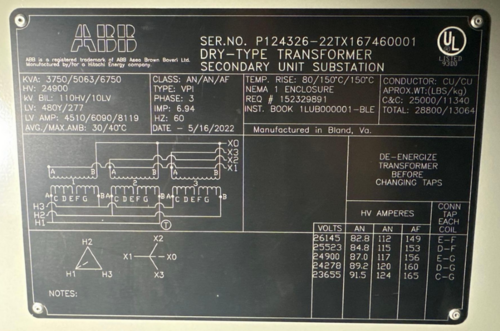 ABB
ABB is a registered trademark of ABB Asea Brown Boveri Ltd.
Manufactured by/for a company of Hitachi Energy
SER.NO. P124326-22TX167460001
DRY-TYPE TRANSFORMER
SECONDARY UNIT SUBSTATION
UL
LISTED
KVA: 3750/5063/6750
HV: 24900
kV BIL: 110HV/10LV
LV: 480Y/277
LV AMP: 4510/6090/8119
AVG./MAX.AMB: 30/40°C
CLASS: AN/AN/AF
TYPE: VPI
PHASE: 3
IMP: 6.94
HZ: 60
DATE - 5/16/2022
TEMP. RISE: 80/150°C/150°C
NEMA 1 ENCLOSURE
REQ # 152329891
INST. BOOK 1LUB000001-BLE
Manufactured in Bland, Va.
CONDUCTOR: CU/CU
APROX.WT:(LBS/kg)
C&C: 25000/11340
TOTAL: 28800/13064
X0
X3
X2
X1
A B A B A B
1 2 3
C D E F G C D E F G C D E F G
H3
H2
H1
T
H2
H1 H3
X2
X1 X0
X3
NOTES:
DE-ENERGIZE
TRANSFORMER
BEFORE
CHANGING TAPS
HV AMPERES
CONN
TAP
EACH
COIL
VOLTS AN AN AF
26145 82.8 112 149 E-F
25523 84.8 115 153 D-F
24900 87.0 117 156 E-G
24278 89.2 120 160 D-G
23655 91.5 124 165 C-G